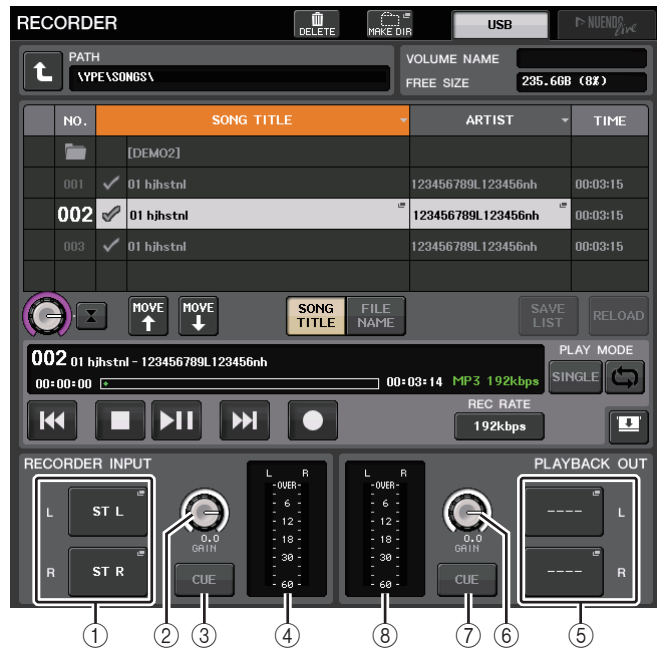 RECORDER
DELETE
MAKE DIR
USB
NUENDO Live
PATH
\YPE\SONGS\
VOLUME NAME
FREE SIZE
235.6GB (8%)
NO.
SONG TITLE
ARTIST
TIME
[DEMO2]
001 01 hjhstnl 123456789L123456nh 00:03:15
002 01 hjhstnl 123456789L123456nh 00:03:15
003 01 hjhstnl 123456789L123456nh 00:03:15
MOVE
MOVE
SONG TITLE
FILE NAME
SAVE LIST
RELOAD
002 01 hjhstnl - 123456789L123456nh
00:00:00
00:03:14 MP3 192kbps
PLAY MODE
SINGLE
REC RATE
192kbps
RECORDER INPUT
PLAYBACK OUT
L
ST L
R
ST R
0.0
GAIN
CUE
L R
-OVER-
6
12
18
30
60
L R
-OVER-
6
12
18
30
60
0.0
GAIN
CUE
----
L
----
R
① ② ③ ④ ⑧ ⑦ ⑥ ⑤